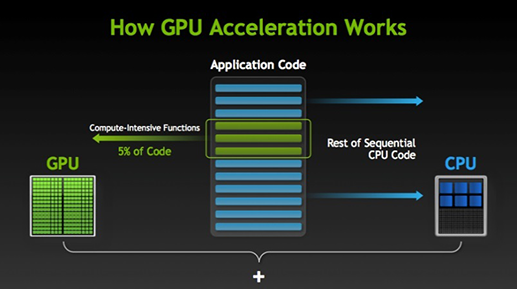 How GPU Acceleration Works
Application Code
Compute-Intensive Functions
5% of Code
Rest of Sequential
CPU Code
GPU
CPU
+